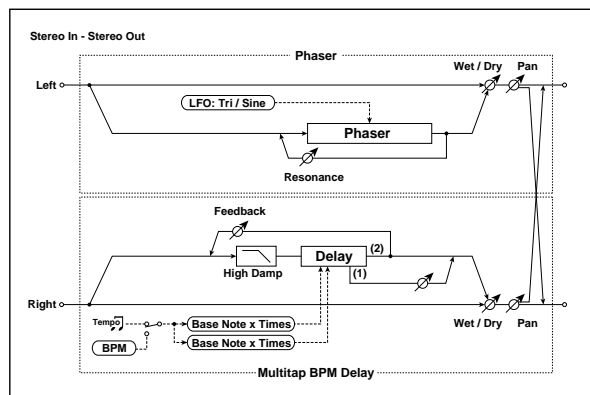 Stereo In - Stereo Out
Phaser
Wet / Dry
Pan
Left
LFO: Tri / Sine
Phaser
Resonance
Feedback
High Damp
Delay
(2)
(1)
Right
Wet / Dry
Pan
Tempo
BPM
Base Note x Times
Base Note x Times
Multitap BPM Delay